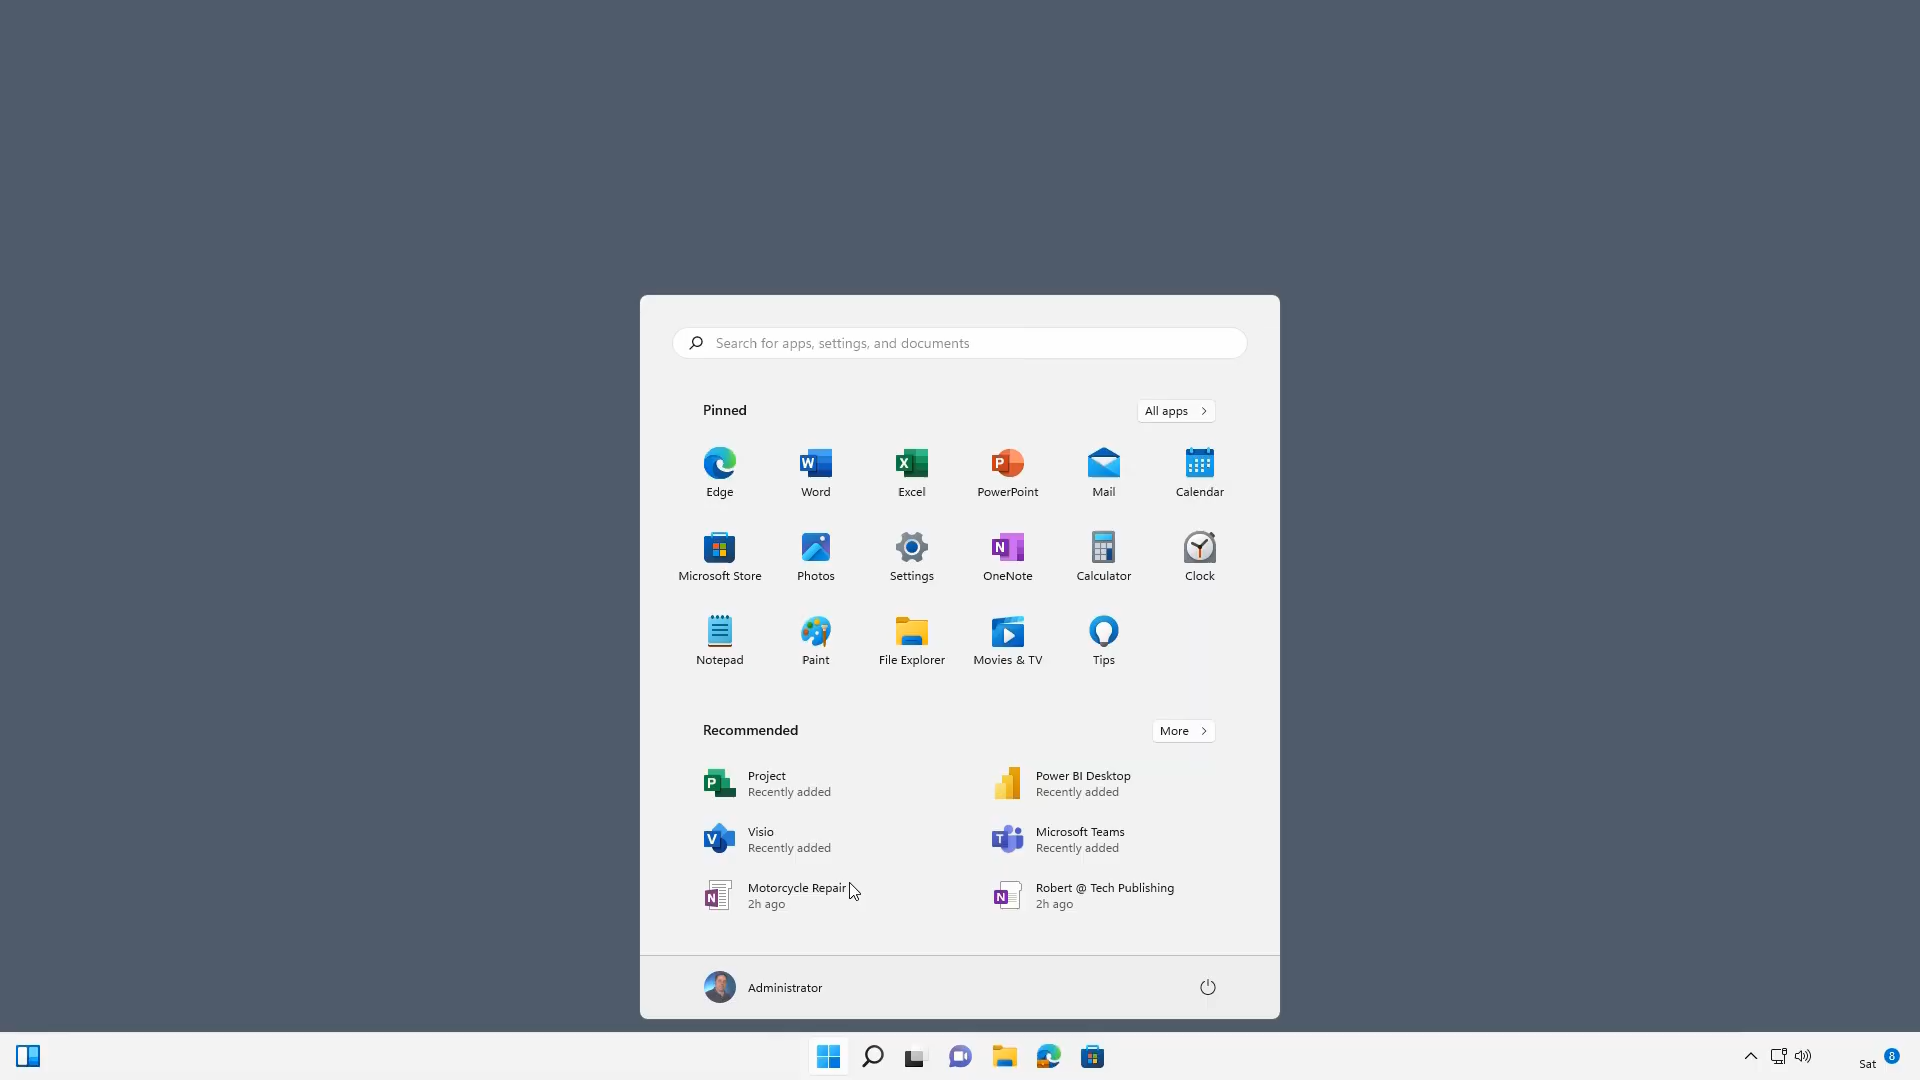 Search for apps, settings, and documents
Pinned
All apps
Edge
Word
Excel
PowerPoint
Mail
Calendar
Microsoft Store
Photos
Settings
OneNote
Calculator
Clock
Notepad
Paint
File Explorer
Movies & TV
Tips
Recommended
More
Project
Recently added
Power BI Desktop
Recently added
Visio
Recently added
Microsoft Teams
Recently added
Motorcycle Repair
2h ago
Robert @ Tech Publishing
2h ago
Administrator
Sat
8